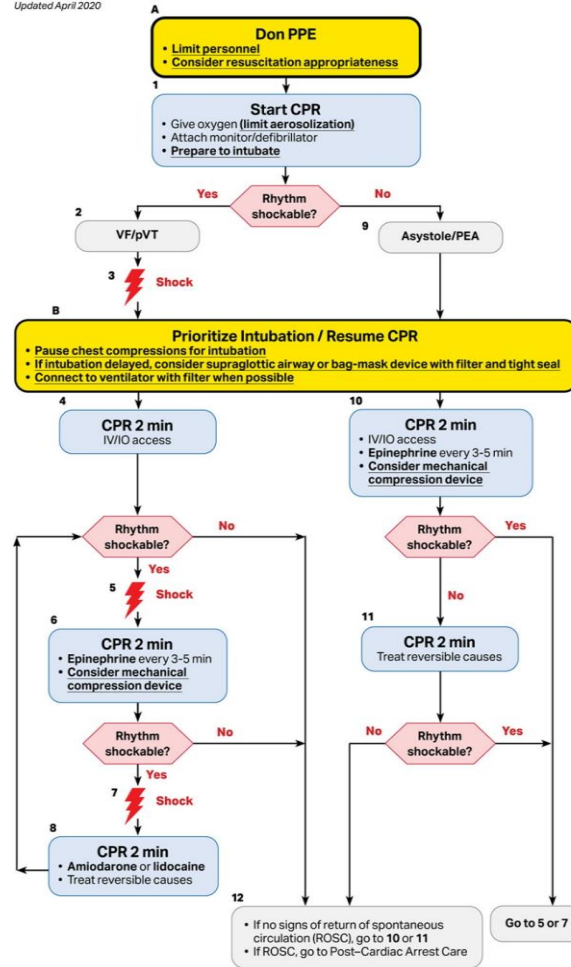 Updated April 2020
A
Don PPE
• Limit personnel
• Consider resuscitation appropriateness
1
Start CPR
• Give oxygen (limit aerosolization)
• Attach monitor/defibrillator
• Prepare to intubate
Yes
Rhythm
shockable?
No
2
VF/pVT
9
Asystole/PEA
3
Shock
B
Prioritize Intubation / Resume CPR
• Pause chest compressions for intubation
• If intubation delayed, consider supraglottic airway or bag-mask device with filter and tight seal
• Connect to ventilator with filter when possible
4
CPR 2 min
IV/IO access
10
CPR 2 min
• IV/IO access
• Epinephrine every 3-5 min
• Consider mechanical
compression device
Rhythm
shockable?
No
Yes
5
Shock
6
CPR 2 min
• Epinephrine every 3-5 min
• Consider mechanical
compression device
Rhythm
shockable?
No
Yes
7
Shock
8
CPR 2 min
• Amiodarone or lidocaine
• Treat reversible causes
Rhythm
shockable?
Yes
No
11
CPR 2 min
Treat reversible causes
No
Rhythm
shockable?
Yes
12
• If no signs of return of spontaneous
circulation (ROSC), go to 10 or 11
• If ROSC, go to Post–Cardiac Arrest Care
Go to 5 or 7